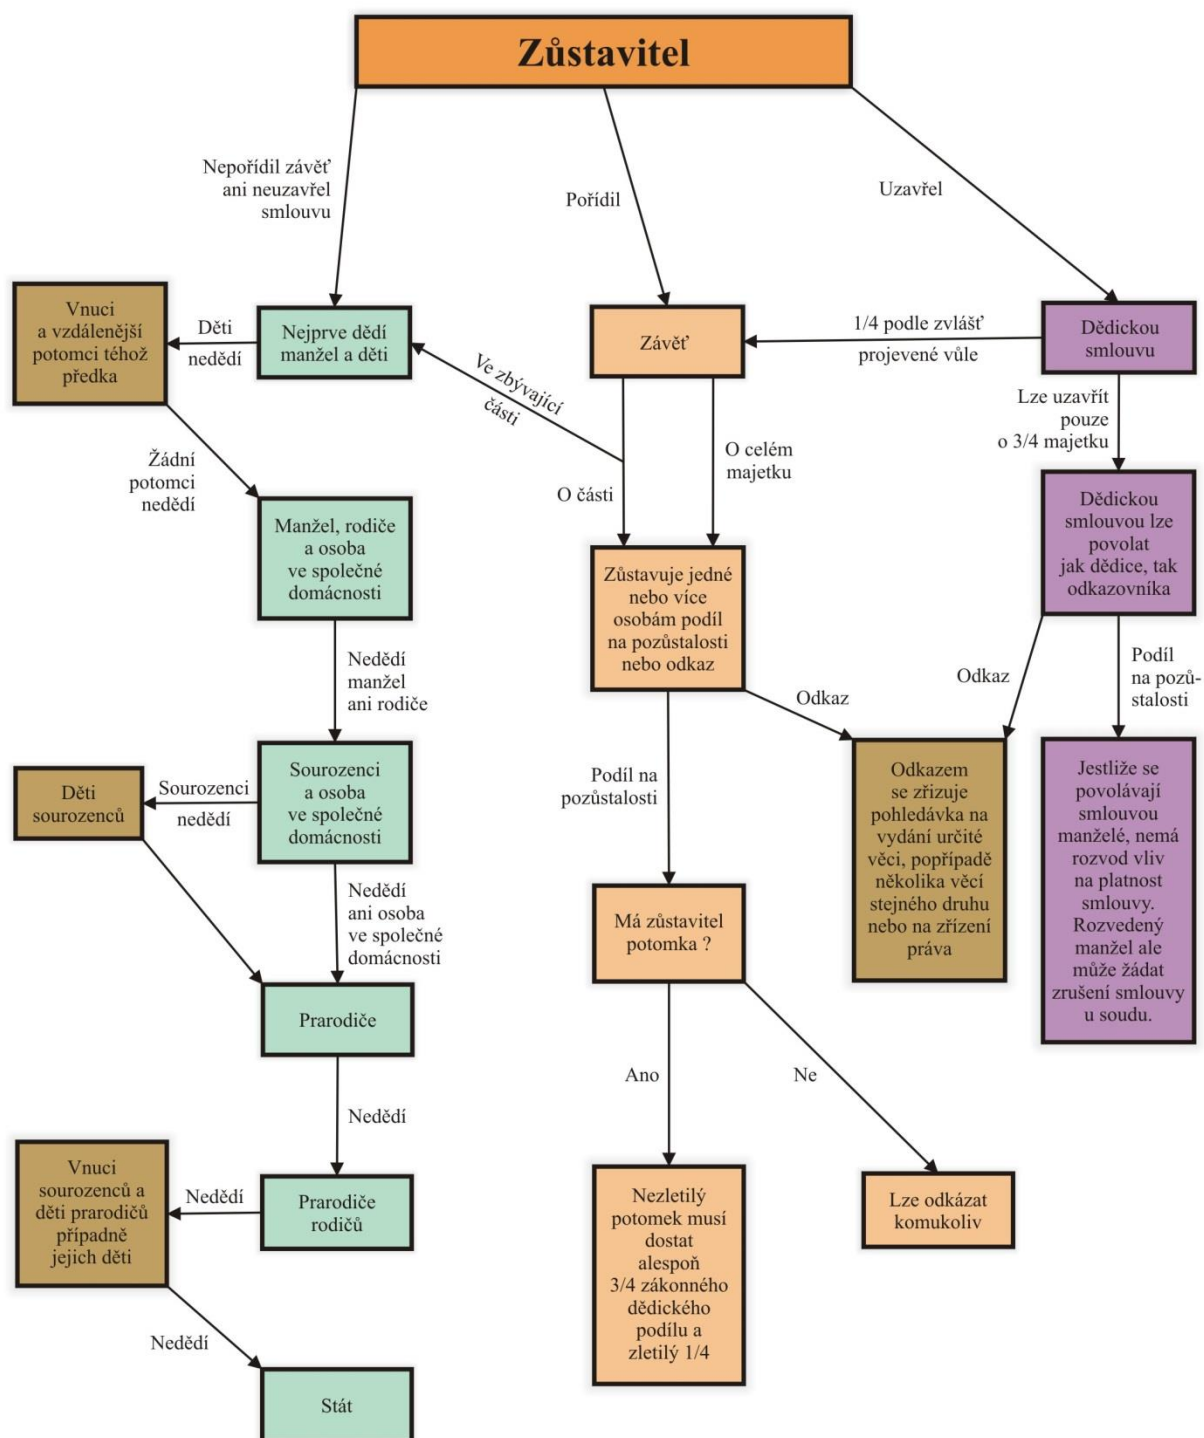 Zůstavitel
Nepořídil závěť
ani neuzavřel
smlouvu
Pořídil
Uzavřel
Vnuci
a vzdálenější
potomci téhož
předka
Děti
nedědí
Nejprve dědí
manžel a děti
Závěť
1/4 podle zvlášť
projevené vůle
Dědickou
smlouvu
Ve zbývající
části
Lze uzavřít
pouze
o 3/4 majetku
Žádní
potomci
nedědí
O části
O celém
majetku
Manžel, rodiče
a osoba
ve společné
domácnosti
Zůstavuje jedné
nebo více
osobám podíl
na pozůstalosti
nebo odkaz
Dědickou
smlouvou lze
povolat
jak dědice, tak
odkazovníka
Nedědí
manžel
ani rodiče
Odkaz
Odkaz
Podíl
na pozů-
stalosti
Děti
sourozenců
Sourozenci
nedědí
Sourozenci
a osoba
ve společné
domácnosti
Podíl na
pozůstalosti
Odkazem
se zřizuje
pohledávka na
vydání určité
věci, popřípadě
několika věcí
stejného druhu
nebo na zřízení
práva
Jestliže se
povolávají
smlouvou
manželé, nemá
rozvod vliv
na platnost
smlouvy.
Rozvedený
manžel ale
může žádat
zrušení smlouvy
u soudu.
Nedědí
ani osoba
ve společné
domácnosti
Má zůstavitel
potomka ?
Prarodiče
Ano
Ne
Nedědí
Vnuci
sourozenců a
děti prarodičů
případně
jejich děti
Nedědí
Prarodiče
rodičů
Nezletilý
potomek musí
dostat
alespoň
3/4 zákonného
dědického
podílu a
zletilý 1/4
Lze odkázat
komukoliv
Nedědí
Stát